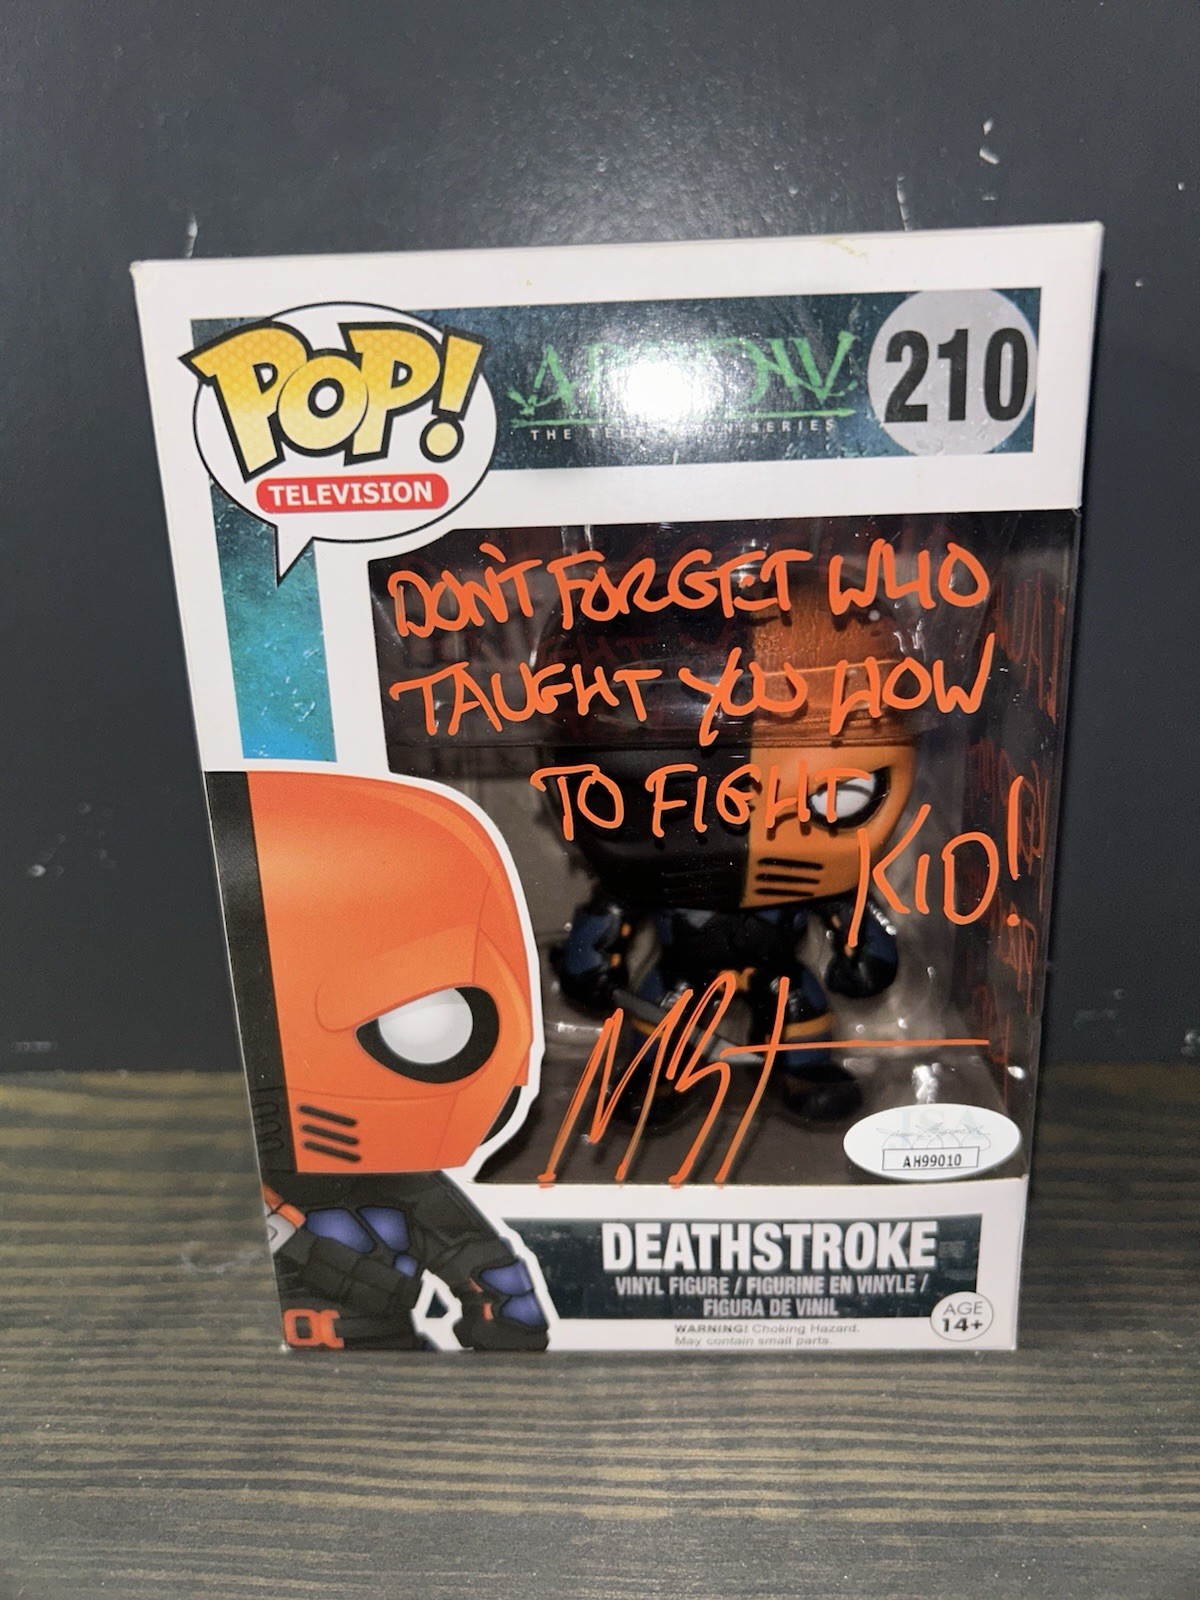 POP!
TELEVISION
ARROW
THE TELEVISION SERIES
210
DON'T FORGET WHO
TAUGHT YOU HOW
TO FIGHT
KID!
AH99010
DEATHSTROKE
VINYL FIGURE / FIGURINE EN VINYLE /
FIGURA DE VINIL
WARNING! Choking Hazard.
May contain small parts.
AGE
14+